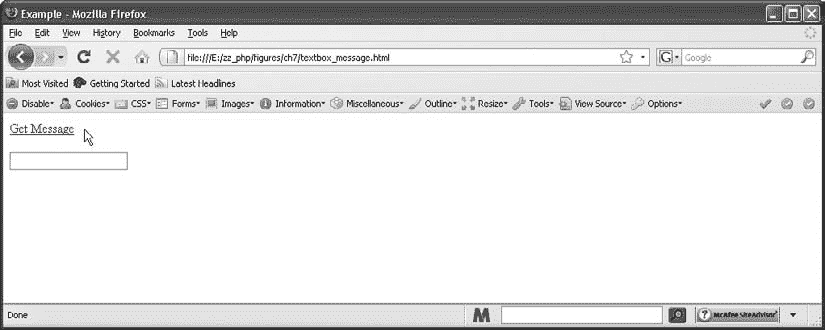 Example - Mozilla Firefox
File Edit View History Bookmarks Tools Help
file:///E:/zz_php/figures/ch7/textbox_message.html
G Google
Most Visited Getting Started Latest Headlines
Disable Cookies CSS Forms Images Information Miscellaneous Outline Resize Tools View Source Options
Get Message
Done M McAfee SiteAdvisor